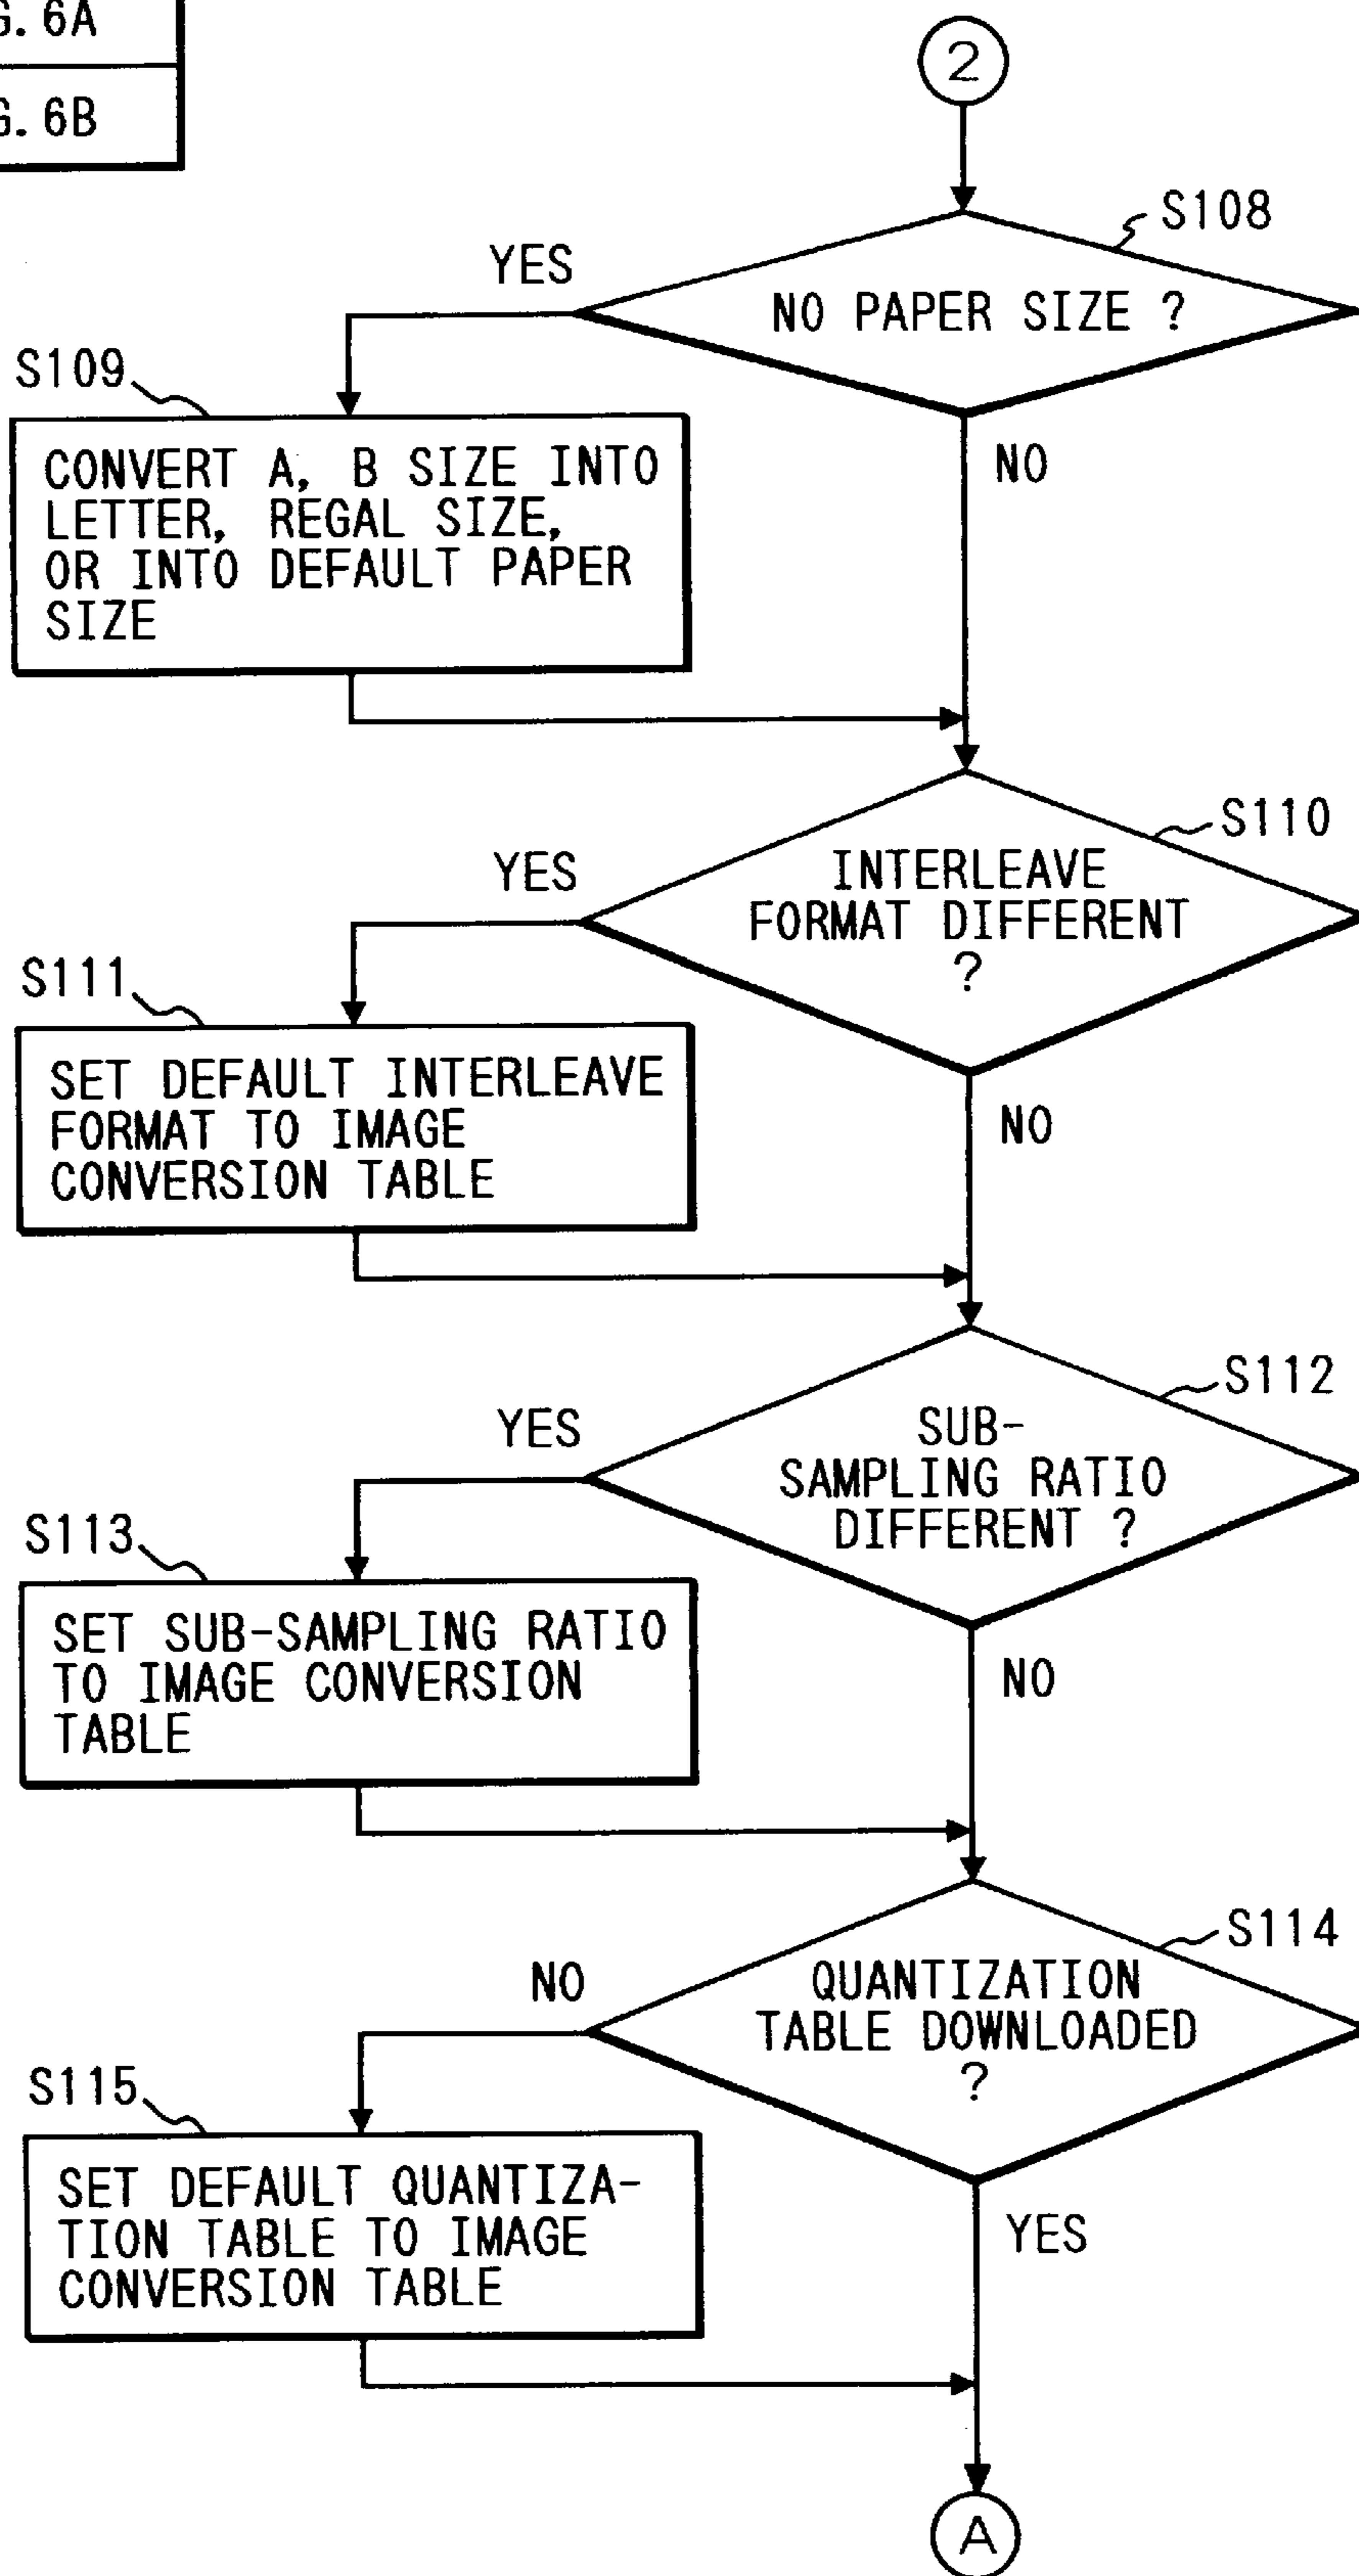 G. 6A
G. 6B
2
S108
YES
NO PAPER SIZE ?
S109
NO
CONVERT A, B SIZE INTO
LETTER, REGAL SIZE,
OR INTO DEFAULT PAPER
SIZE
S110
YES
INTERLEAVE
FORMAT DIFFERENT
?
S111
NO
SET DEFAULT INTERLEAVE
FORMAT TO IMAGE
CONVERSION TABLE
S112
YES
SUB-
SAMPLING RATIO
DIFFERENT ?
S113
NO
SET SUB-SAMPLING RATIO
TO IMAGE CONVERSION
TABLE
S114
NO
QUANTIZATION
TABLE DOWNLOADED
?
S115
YES
SET DEFAULT QUANTIZA-
TION TABLE TO IMAGE
CONVERSION TABLE
A